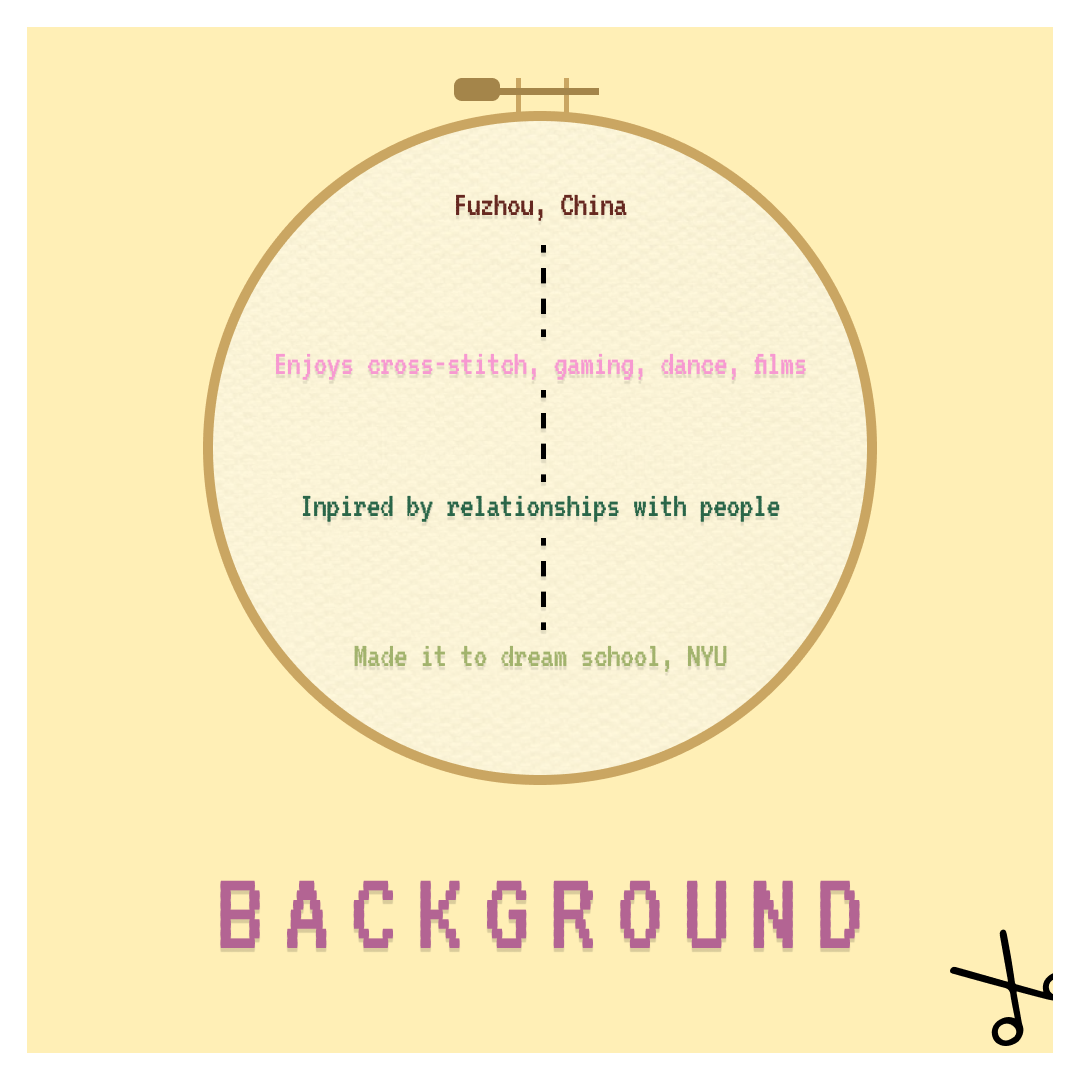 Fuzhou, China
Enjoys cross-stitch, gaming, dance, films
Inpired by relationships with people
Made it to dream school, NYU
BACKGROUND